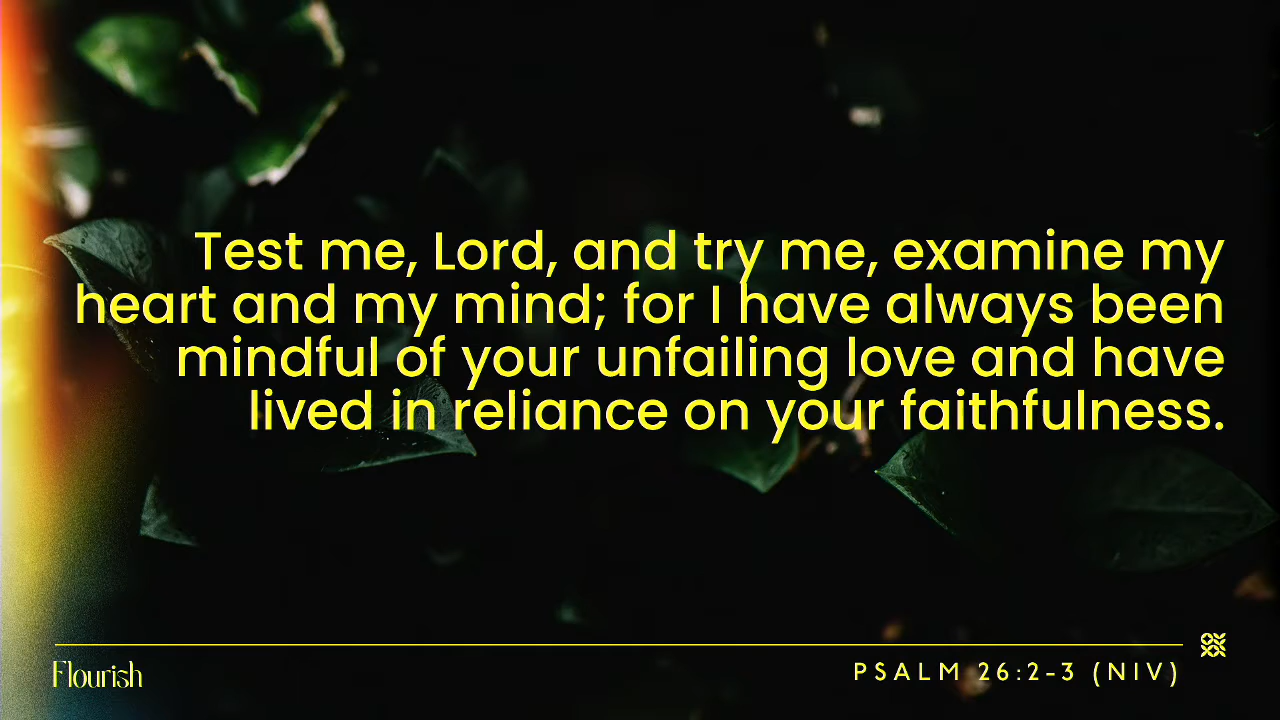 Test me, Lord, and try me, examine my
heart and my mind; for I have always been
mindful of your unfailing love and have
lived in reliance on your faithfulness.
Flourish
PSALM 26:2-3 (NIV)